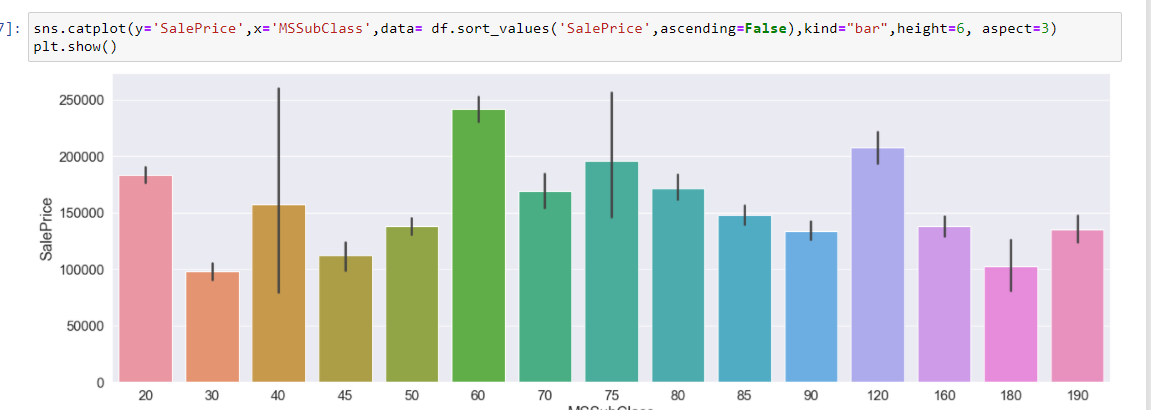 7]: sns.catplot(y='SalePrice',x='MSSubClass',data= df.sort_values('SalePrice',ascending=False),kind="bar",height=6, aspect=3)
plt.show()
250000
200000
150000
100000
50000
0
SalePrice
20 30 40 45 50 60 70 75 80 85 90 120 160 180 190
MSSubClass